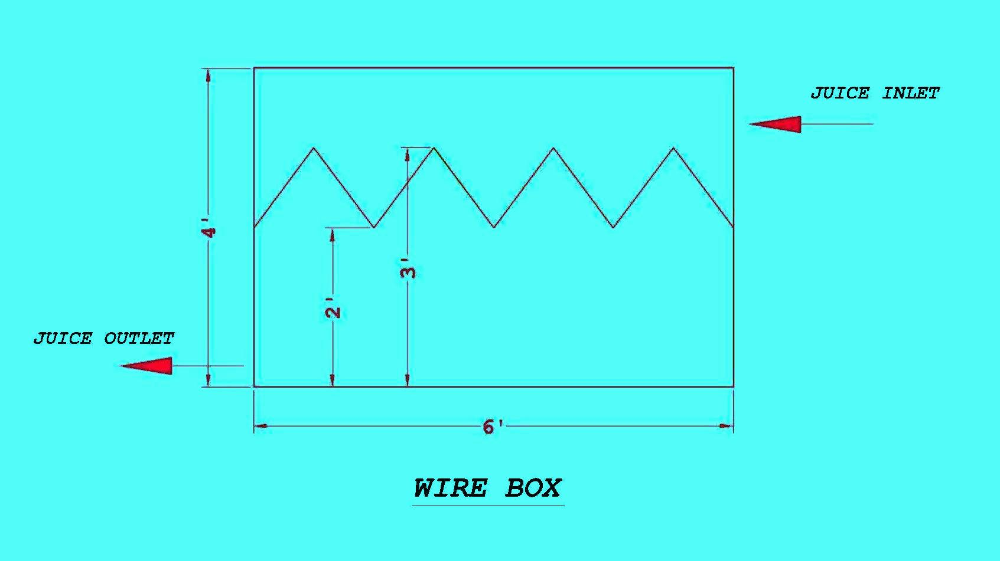 JUICE INLET
4'
3'
2'
JUICE OUTLET
6'
WIRE BOX